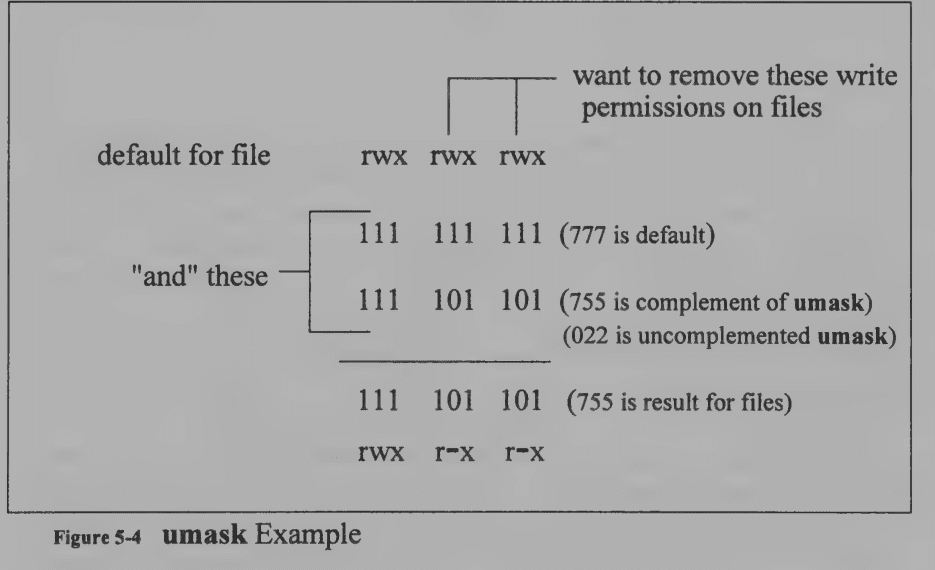 want to remove these write
permissions on files
default for file rwx rwx rwx
111 111 111 (777 is default)
"and" these
111 101 101 (755 is complement of umask)
(022 is uncomplemented umask)
111 101 101 (755 is result for files)
rwx r-x r-x
Figure 5-4 umask Example